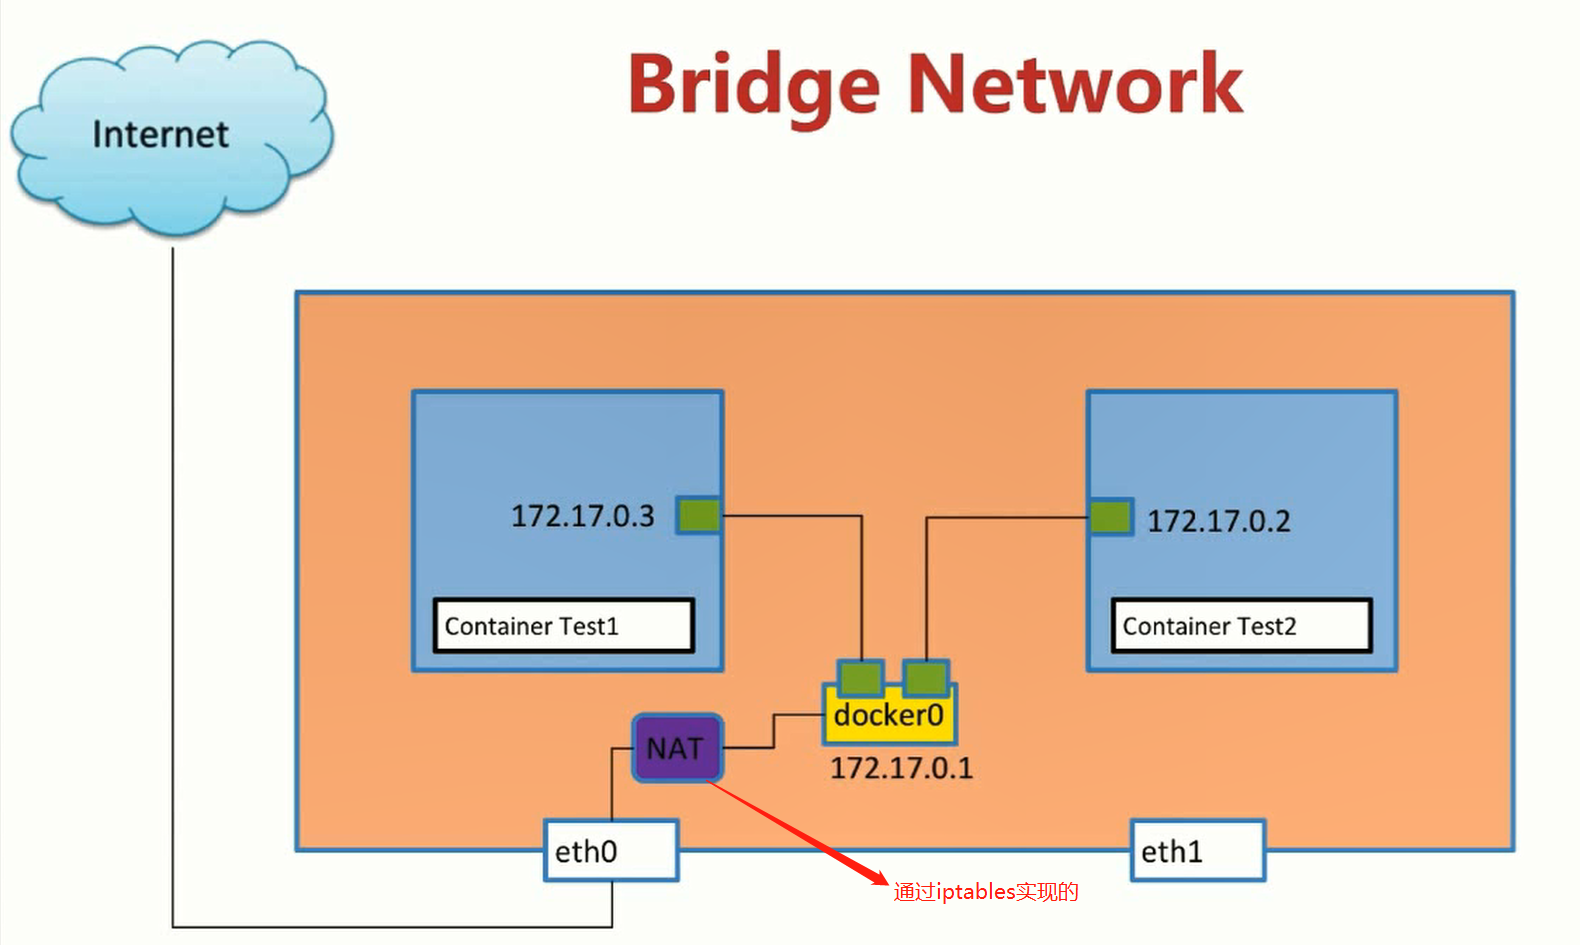 Bridge Network
Internet
172.17.0.3
172.17.0.2
Container Test1
Container Test2
docker0
NAT
172.17.0.1
eth0
eth1
通过iptables实现的